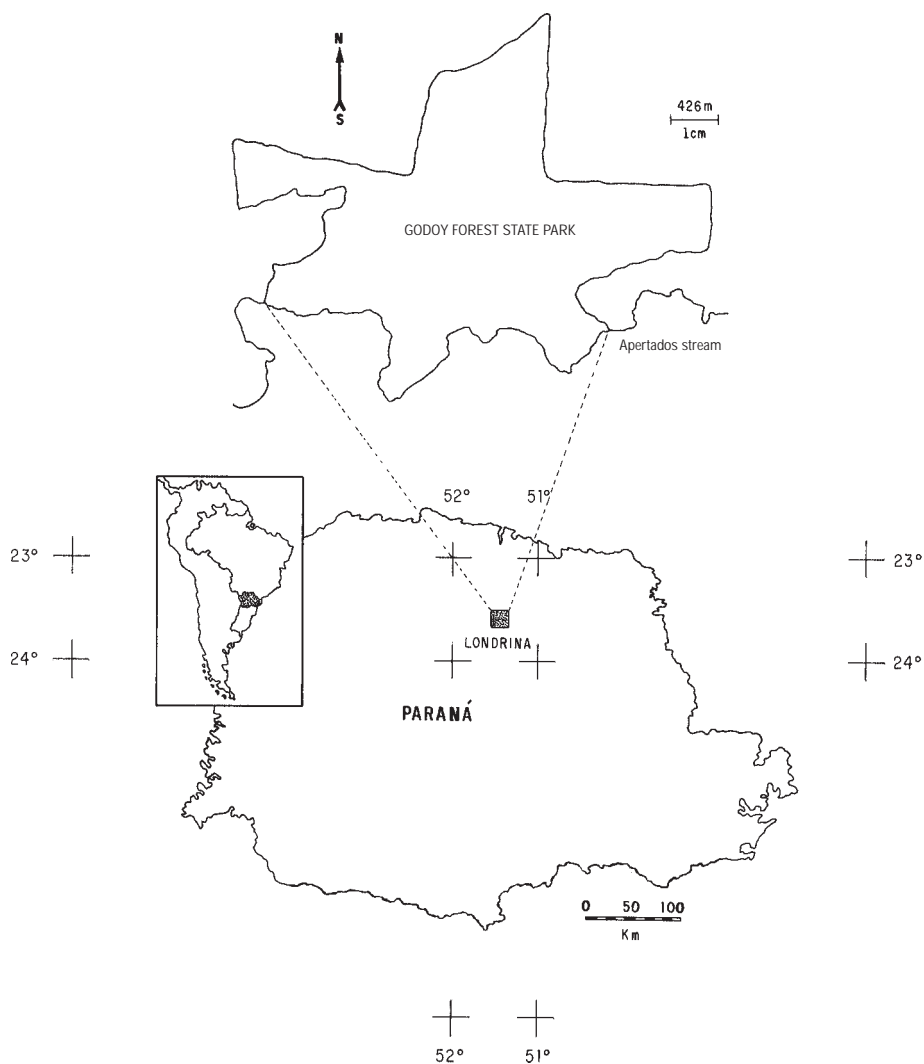 N
S
426m
1cm
GODOY FOREST STATE PARK
Apertados stream
52° 51°
23° 23°
LONDRINA
24° 24°
PARANÁ
0 50 100
Km
52° 51°